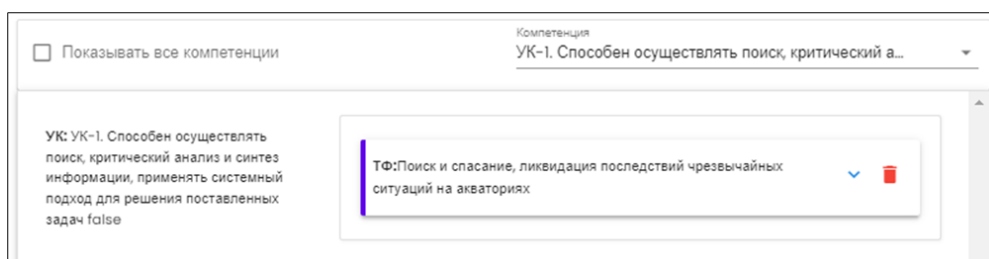 Компетенция
Показывать все компетенции
УК-1. Способен осуществлять поиск, критический а...
УК: УК-1. Способен осуществлять
поиск, критический анализ и синтез
информации, применять системный
подход для решения поставленных
задач false
ТФ:Поиск и спасание, ликвидация последствий чрезвычайных
ситуаций на акваториях